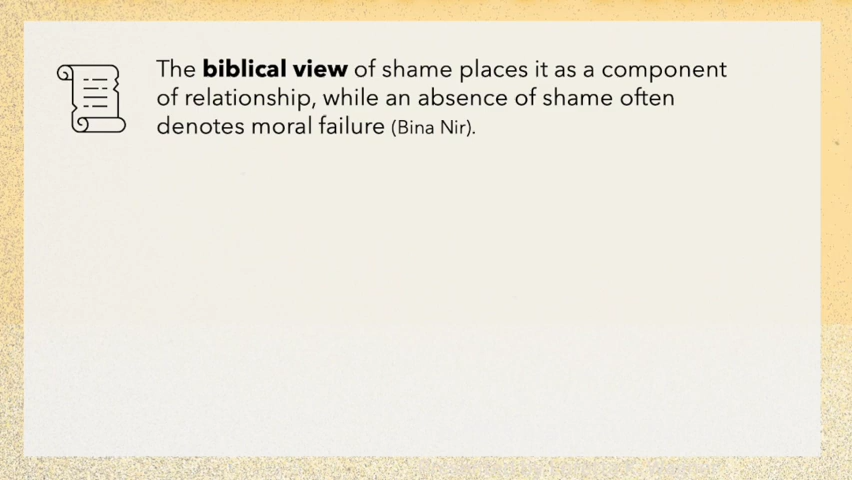 The biblical view of shame places it as a component
of relationship, while an absence of shame often
denotes moral failure (Bina Nir).